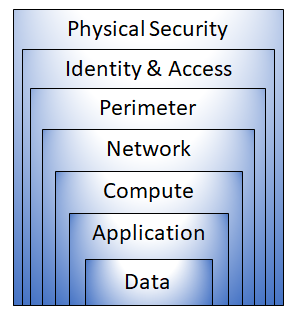 Physical Security
Identity & Access
Perimeter
Network
Compute
Application
Data